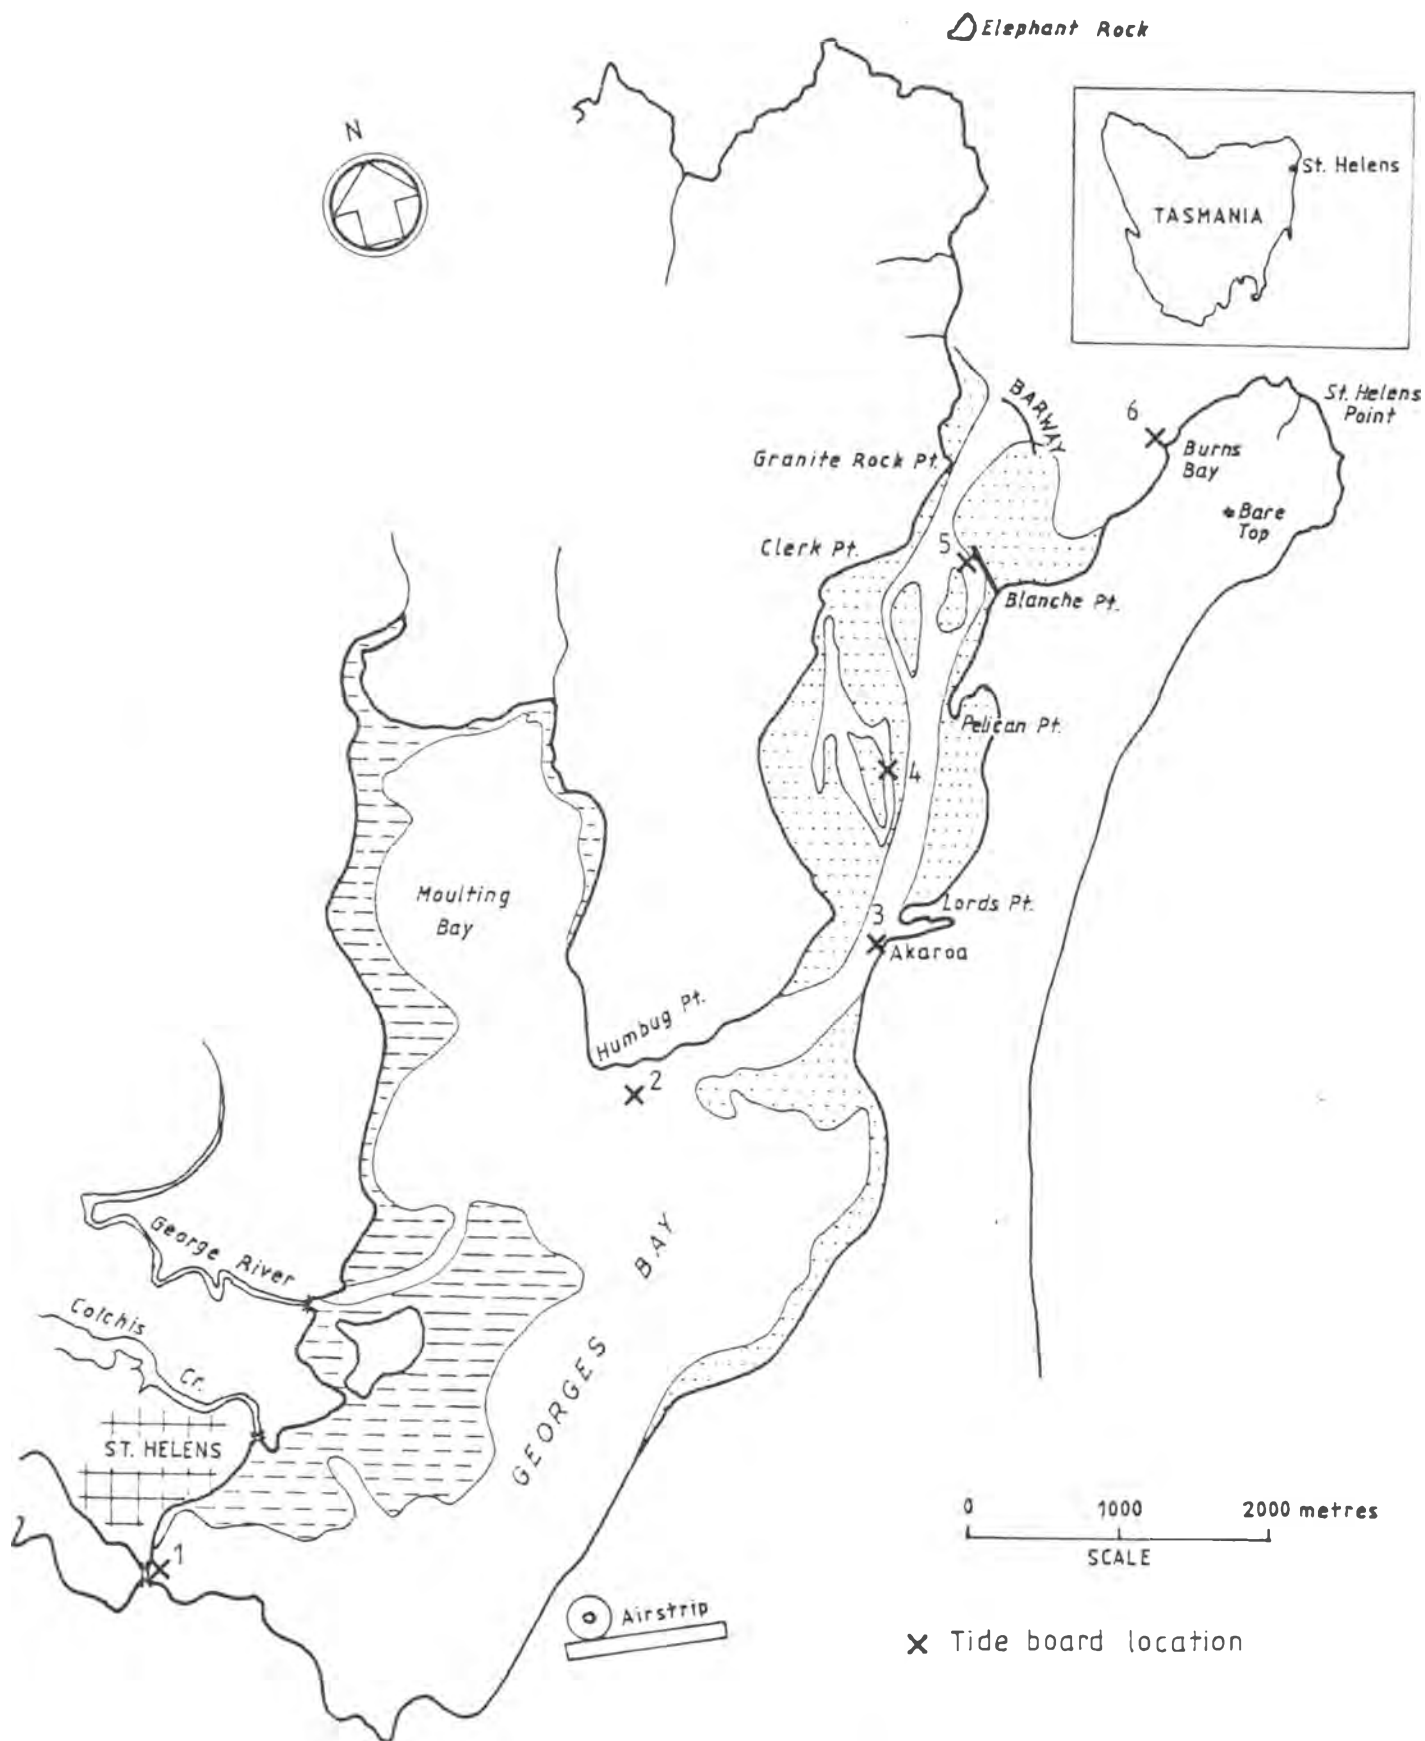 Elephant Rock
N
St. Helens
TASMANIA
St. Helens
Point
BARWAY
6
Burns
Bay
Granite Rock Pt.
Bare
Top
Clerk Pt.
5
Blanche Pt.
Pelican Pt.
4
Moulting
Bay
Lords Pt.
3
Akaroa
Humbug Pt.
2
George River
GEORGES BAY
Colchis
Cr.
ST. HELENS
0 1000 2000 metres
SCALE
1
Airstrip
X Tide board location